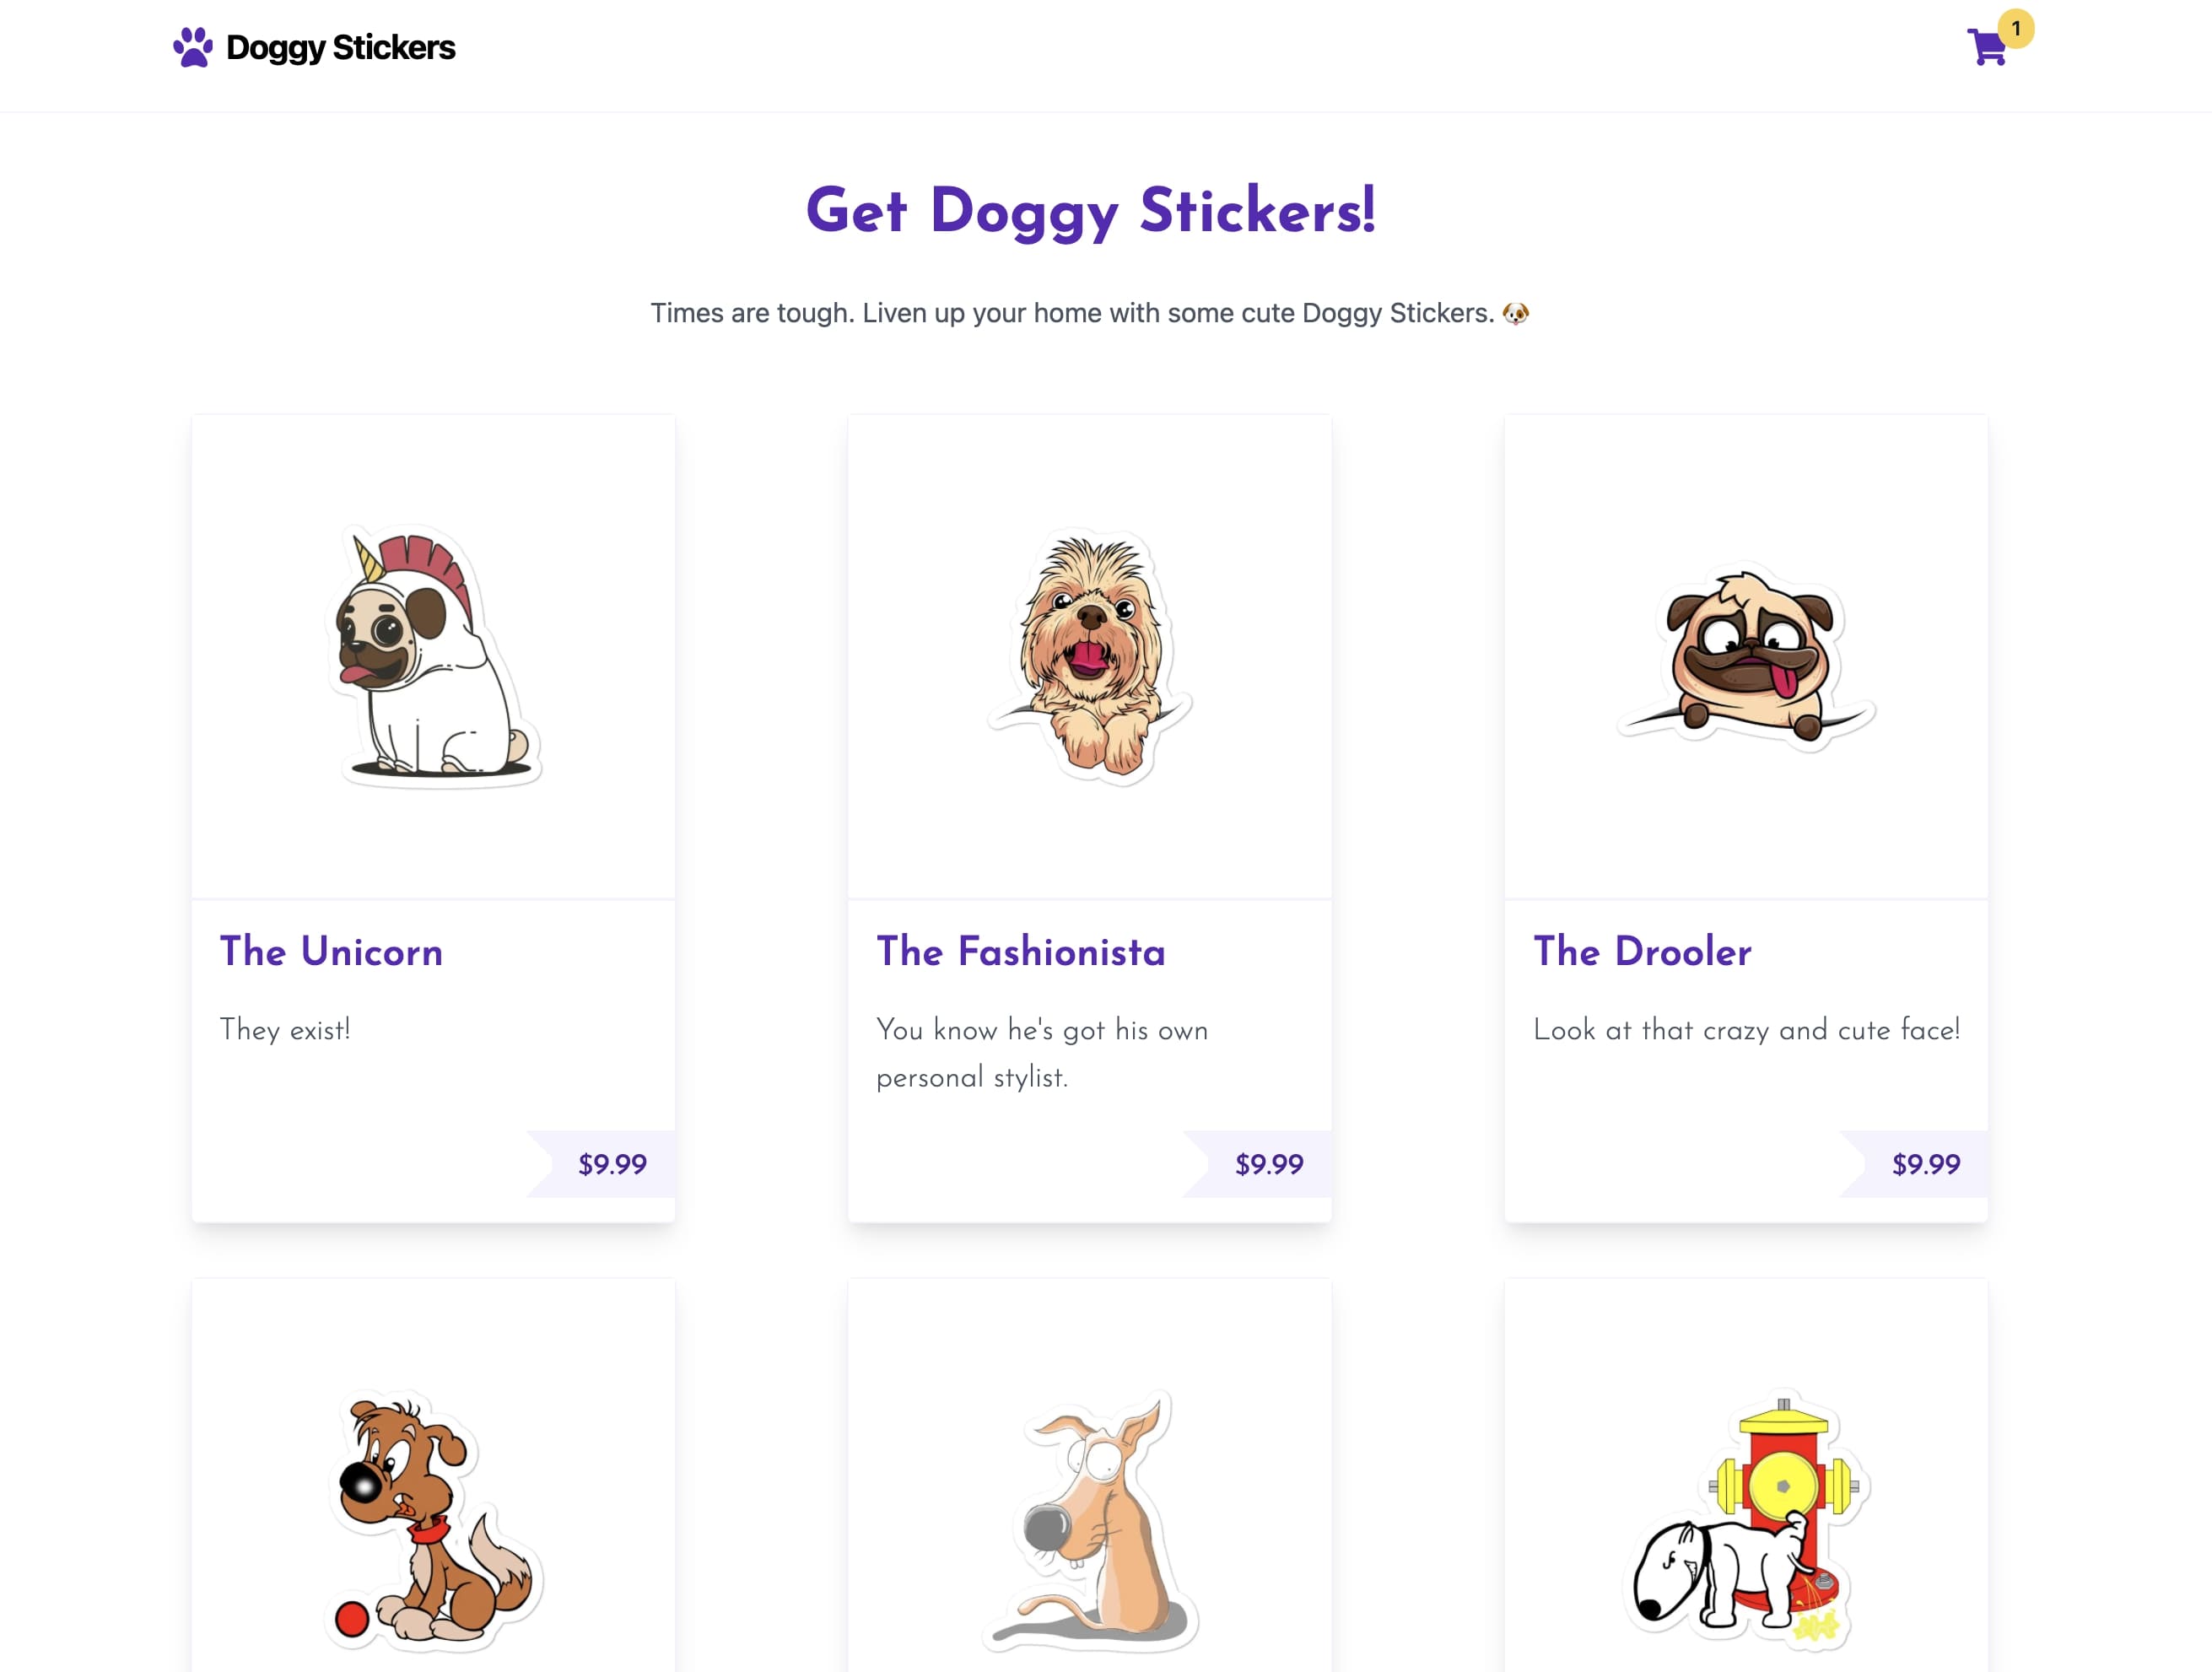 Doggy Stickers
1
Get Doggy Stickers!
Times are tough. Liven up your home with some cute Doggy Stickers. 🐶
The Unicorn
They exist!
$9.99
The Fashionista
You know he's got his own
personal stylist.
$9.99
The Drooler
Look at that crazy and cute face!
$9.99